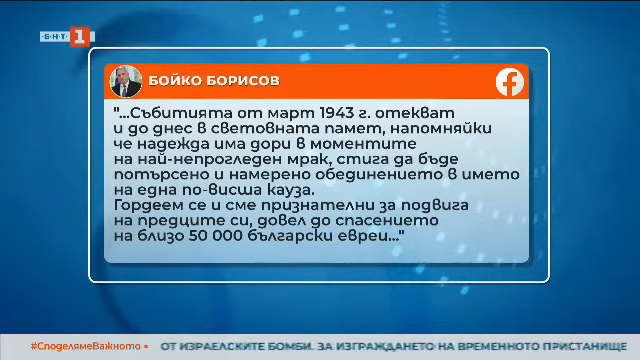 БНТ 1
БОЙКО БОРИСОВ
"...Събитията от март 1943 г. отекват
и до днес в световната памет, напомняйки
че надежда има дори в моментите
на най-непрогледен мрак, стига да бъде
потърсено и намерено обединението в името
на една по-висша кауза.
Гордеем се и сме признателни за подвига
на предците си, довел до спасението
на близо 50 000 български евреи..."
#СподелямеВажното • ОТ ИЗРАЕЛСКИТЕ БОМБИ. ЗА ИЗГРАЖДАНЕТО НА ВРЕМЕННОТО ПРИСТАНИЩЕ